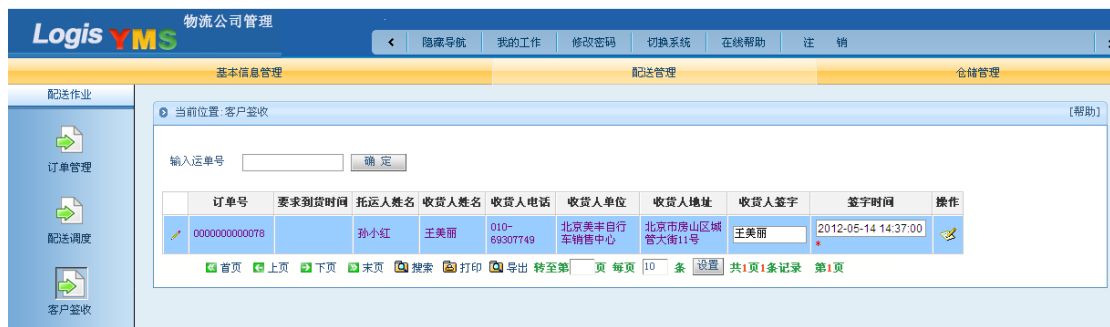 Logis YMS 物流公司管理
隐藏导航 我的工作 修改密码 切换系统 在线帮助 注 销
基本信息管理 配送管理 仓储管理
配送作业
当前位置:客户签收 [帮助]
订单管理
输入运单号 确 定
订单号 要求到货时间 托运人姓名 收货人姓名 收货人电话 收货人单位 收货人地址 收货人签字 签字时间 操作
0000000000078 孙小红 王美丽 010-69307749 北京美丰自行车销售中心 北京市房山区城管大街11号 王美丽 2012-05-14 14:37:00 *
配送调度
首页 上页 下页 末页 搜索 打印 导出 转至第 页 每页 10 条 设置 共1页1条记录 第1页
客户签收